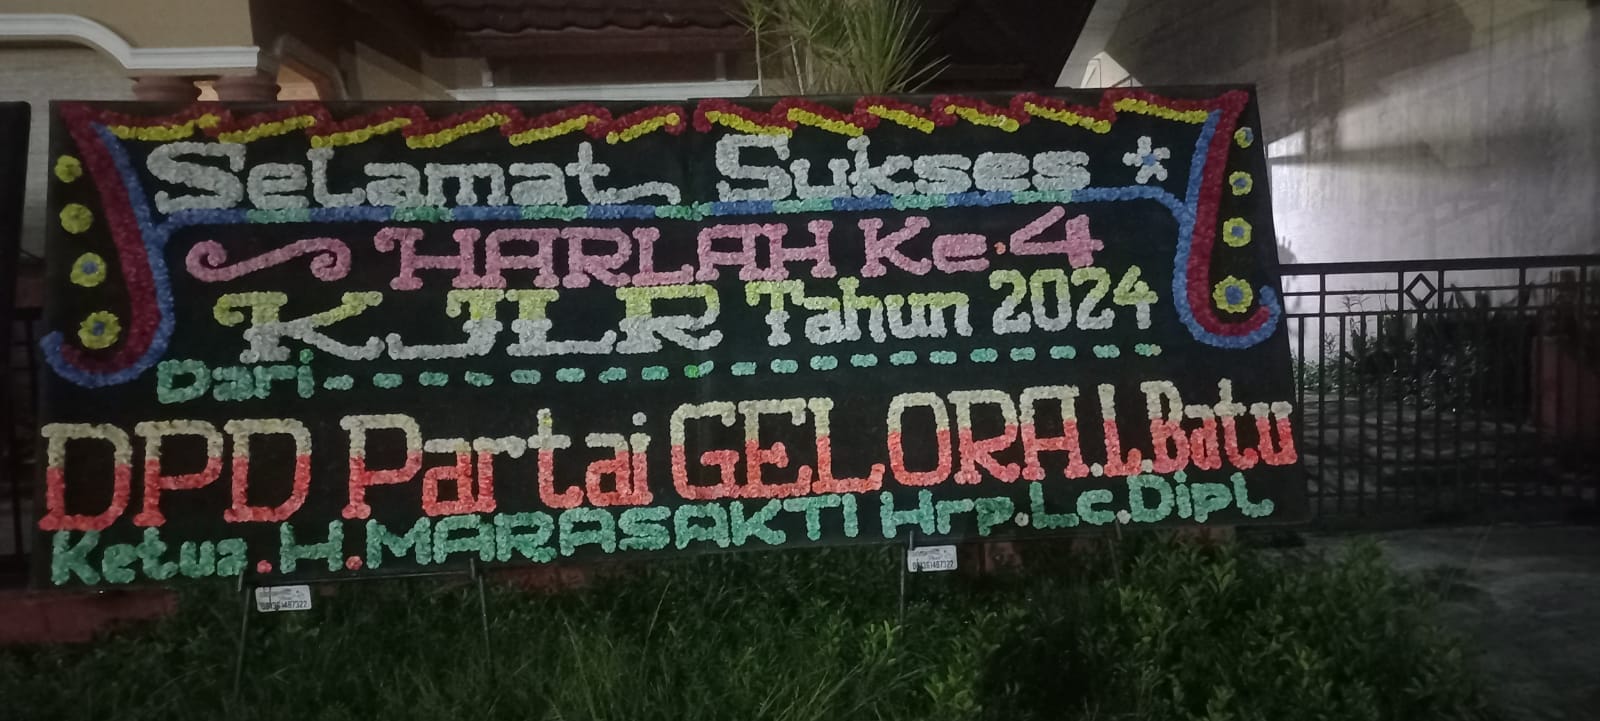 Selamat Sukses
HARLAH Ke.4
KJLR Tahun 2024
Dari
DPD Partai GELORA.L.Batu
Ketua.H.MARASAKTI Hrp.Lc.Dipl